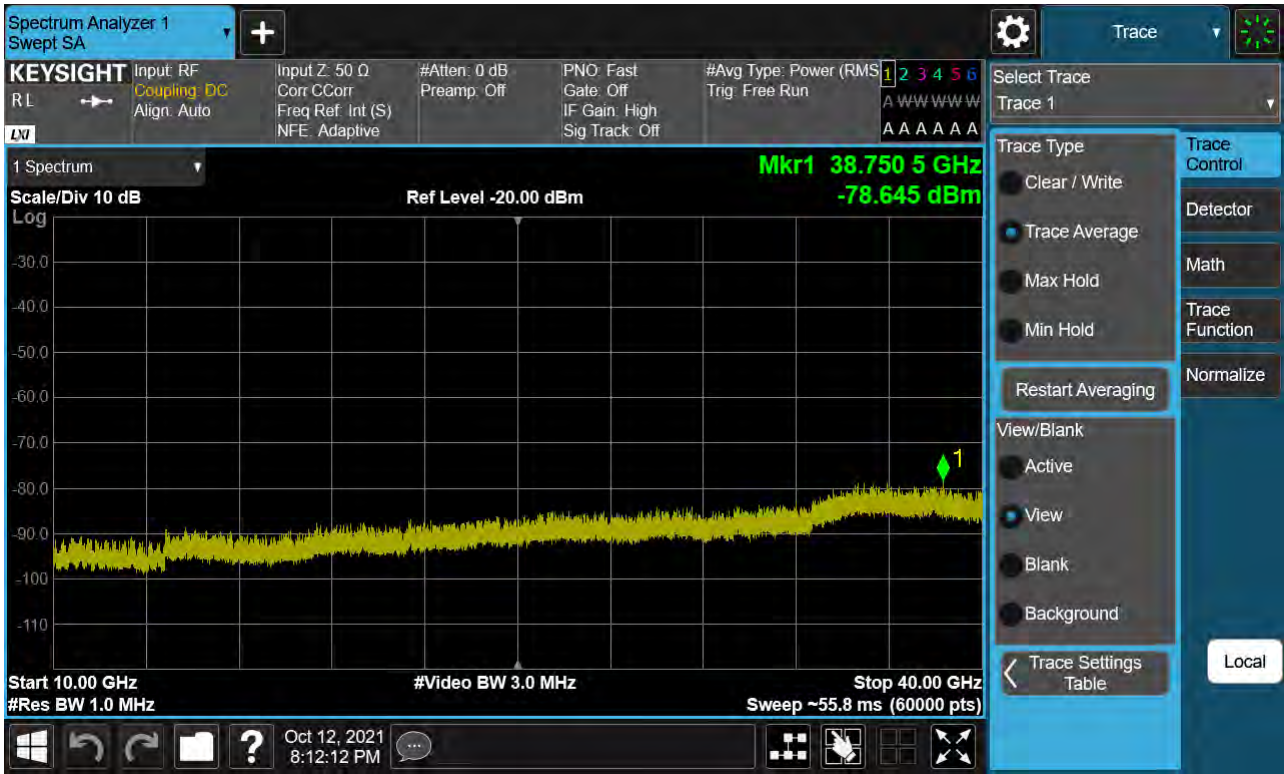 Spectrum Analyzer 1
Swept SA
+
Trace
KEYSIGHT
RL
LXI
Input: RF
Coupling: DC
Align: Auto
Input Z: 50 Ω
Corr CCorr
Freq Ref: Int (S)
NFE: Adaptive
#Atten: 0 dB
Preamp: Off
PNO: Fast
Gate: Off
IF Gain: High
Sig Track: Off
#Avg Type: Power (RMS
Trig: Free Run
1 2 3 4 5 6
A W W W W W
A A A A A A
Select Trace
Trace 1
1 Spectrum
Scale/Div 10 dB
Ref Level -20.00 dBm
Mkr1 38.750 5 GHz
-78.645 dBm
Log
-30.0
-40.0
-50.0
-60.0
-70.0
-80.0
-90.0
-100
-110
1
Start 10.00 GHz
#Res BW 1.0 MHz
#Video BW 3.0 MHz
Stop 40.00 GHz
Sweep ~55.8 ms (60000 pts)
Trace Type
Clear / Write
Trace Average
Max Hold
Min Hold
Restart Averaging
View/Blank
Active
View
Blank
Background
Trace Settings
Table
Trace
Control
Detector
Math
Trace
Function
Normalize
Local
?
Oct 12, 2021
8:12:12 PM